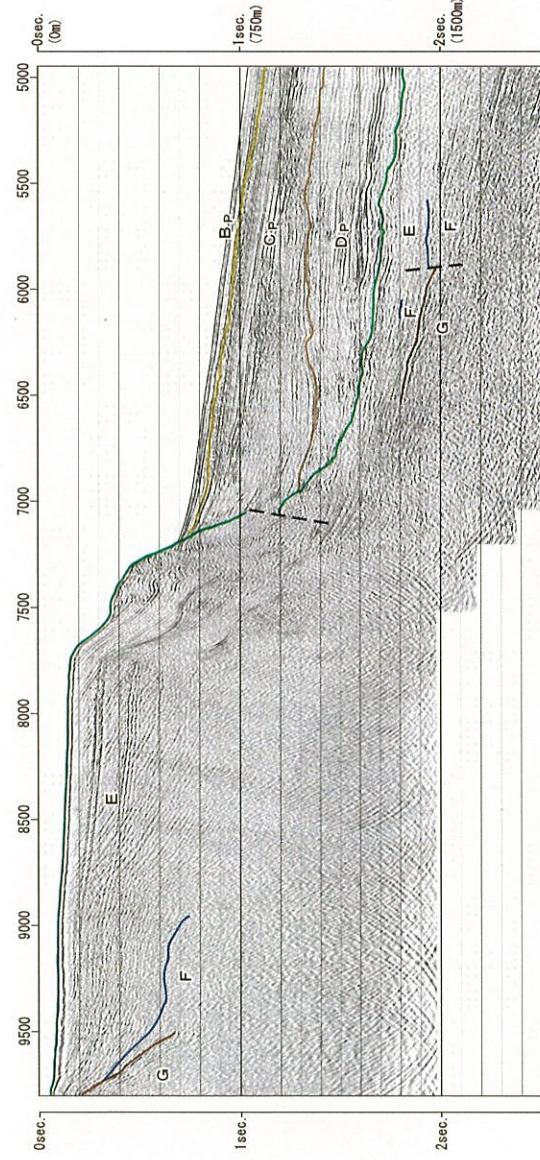 0sec.
(0m)
1sec.
(750m)
2sec.
(1500m)
5000
5500
6000
6500
7000
7500
8000
8500
9000
9500
B.P
C.P
D.P
E
F
F
G
E
F
G
0sec.
1sec.
2sec.